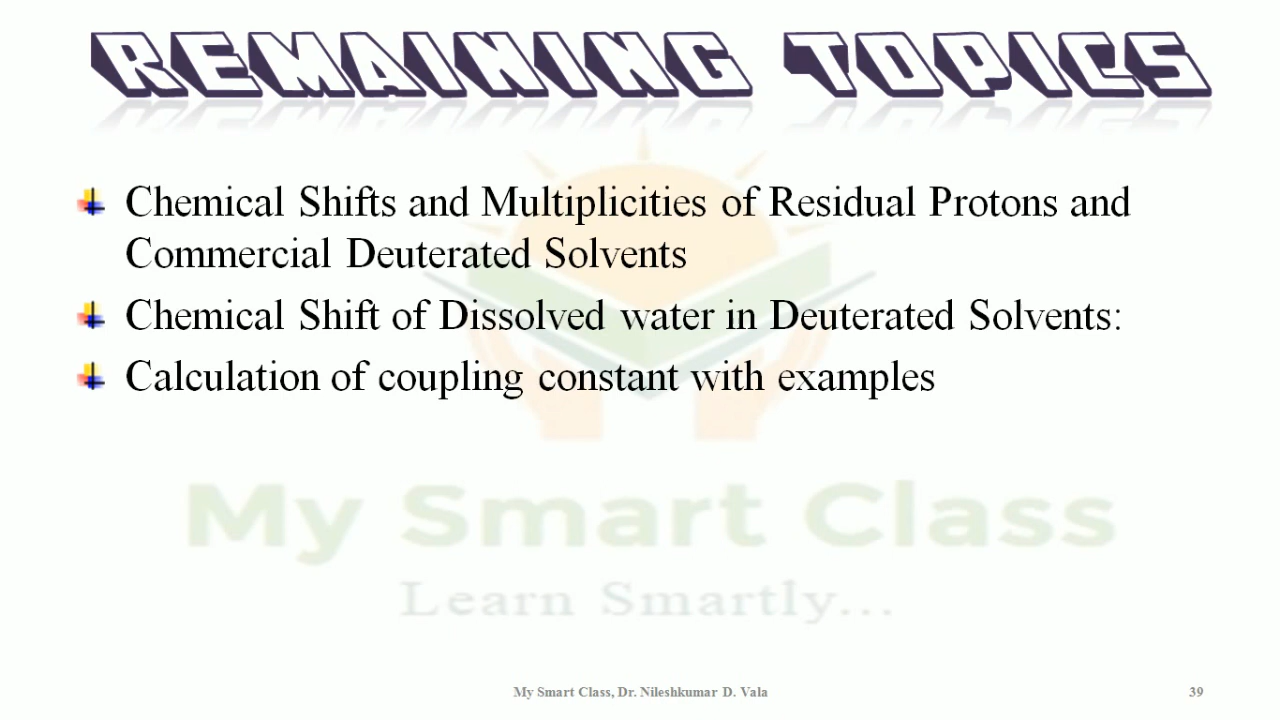 REMAINING TOPICS
Chemical Shifts and Multiplicities of Residual Protons and
Commercial Deuterated Solvents
Chemical Shift of Dissolved water in Deuterated Solvents:
Calculation of coupling constant with examples
My Smart Class
Learn Smartly...
My Smart Class, Dr. Nileshkumar D. Vala
39